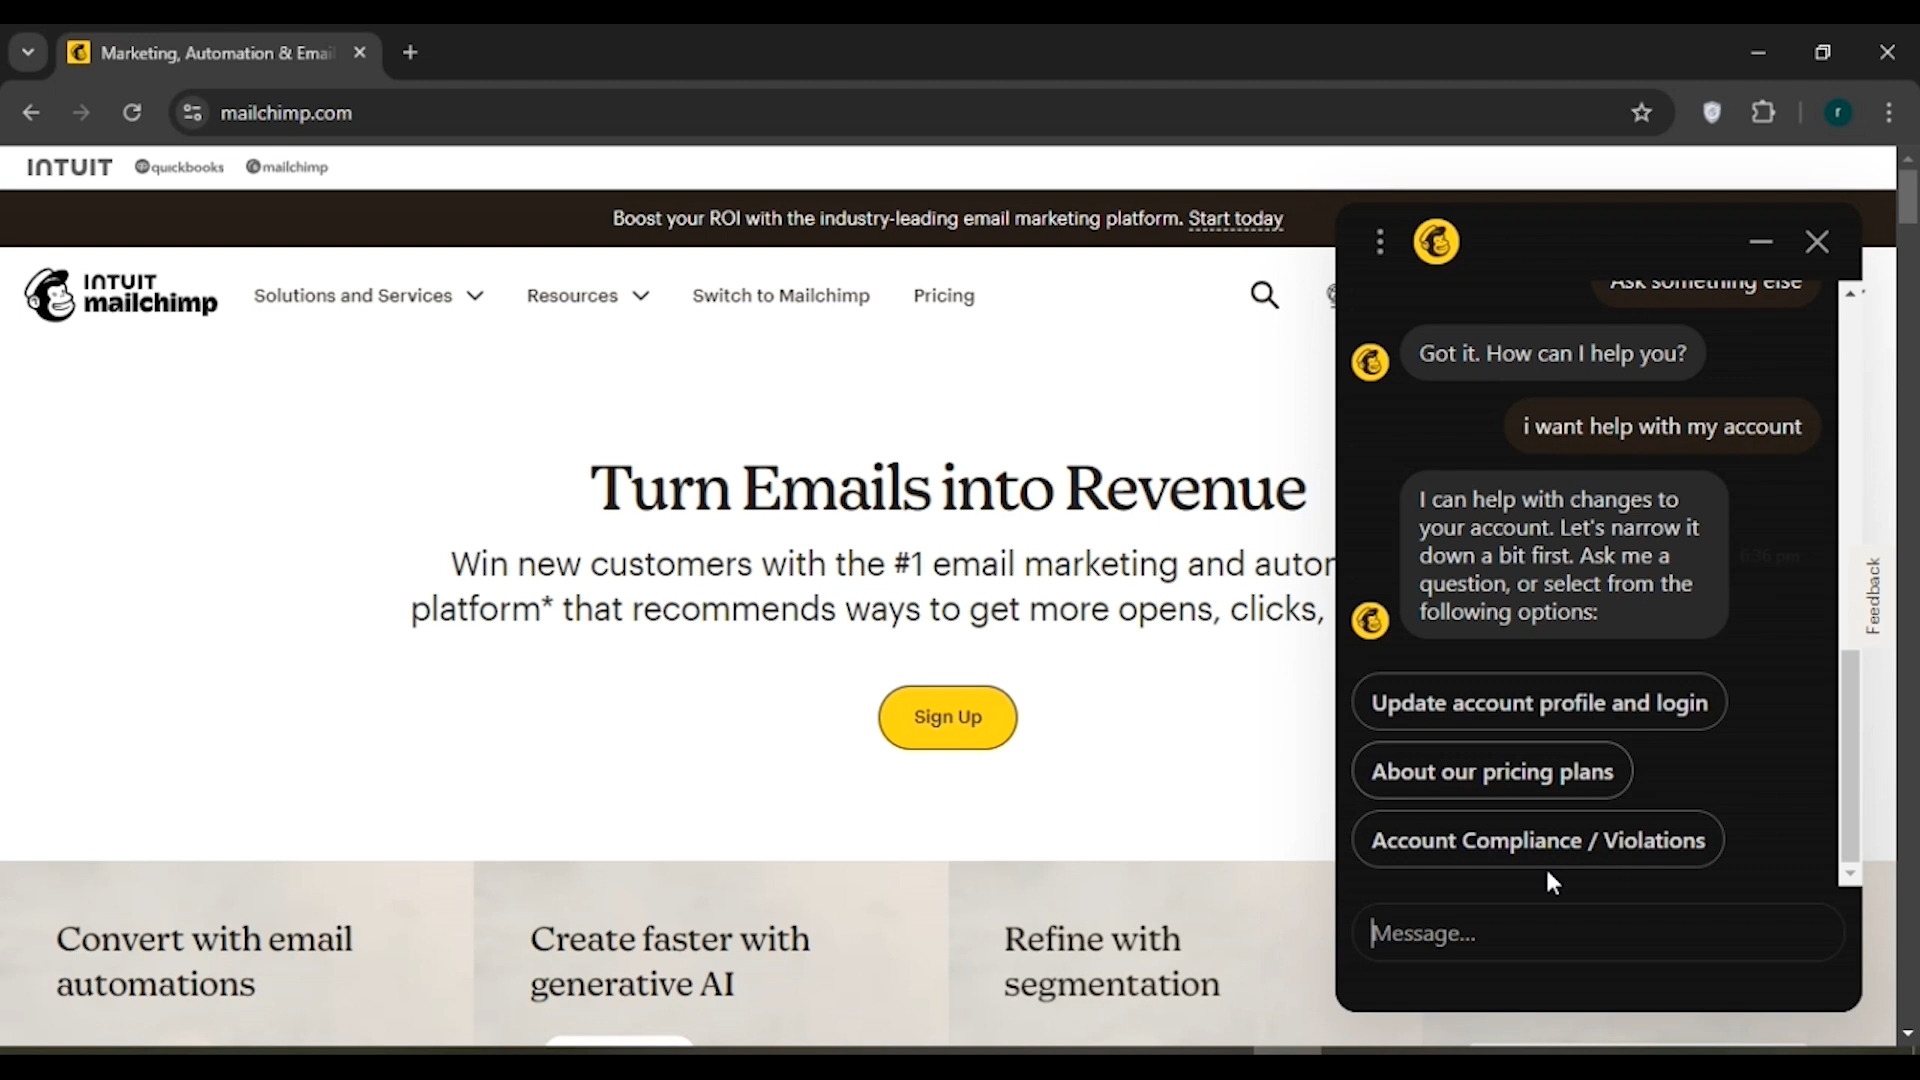 Marketing, Automation & Emai
mailchimp.com
r
INTUIT quickbooks mailchimp
Boost your ROI with the industry-leading email marketing platform. Start today
INTUIT
mailchimp
Solutions and Services
Resources
Switch to Mailchimp
Pricing
Turn Emails into Revenue
Win new customers with the #1 email marketing and autor
platform* that recommends ways to get more opens, clicks,
Sign Up
Convert with email
automations
Create faster with
generative AI
Refine with
segmentation
Ask something else
Got it. How can I help you?
i want help with my account
I can help with changes to
your account. Let's narrow it
down a bit first. Ask me a
question, or select from the
following options:
6:36 pm
Update account profile and login
About our pricing plans
Account Compliance / Violations
Message...
Feedback